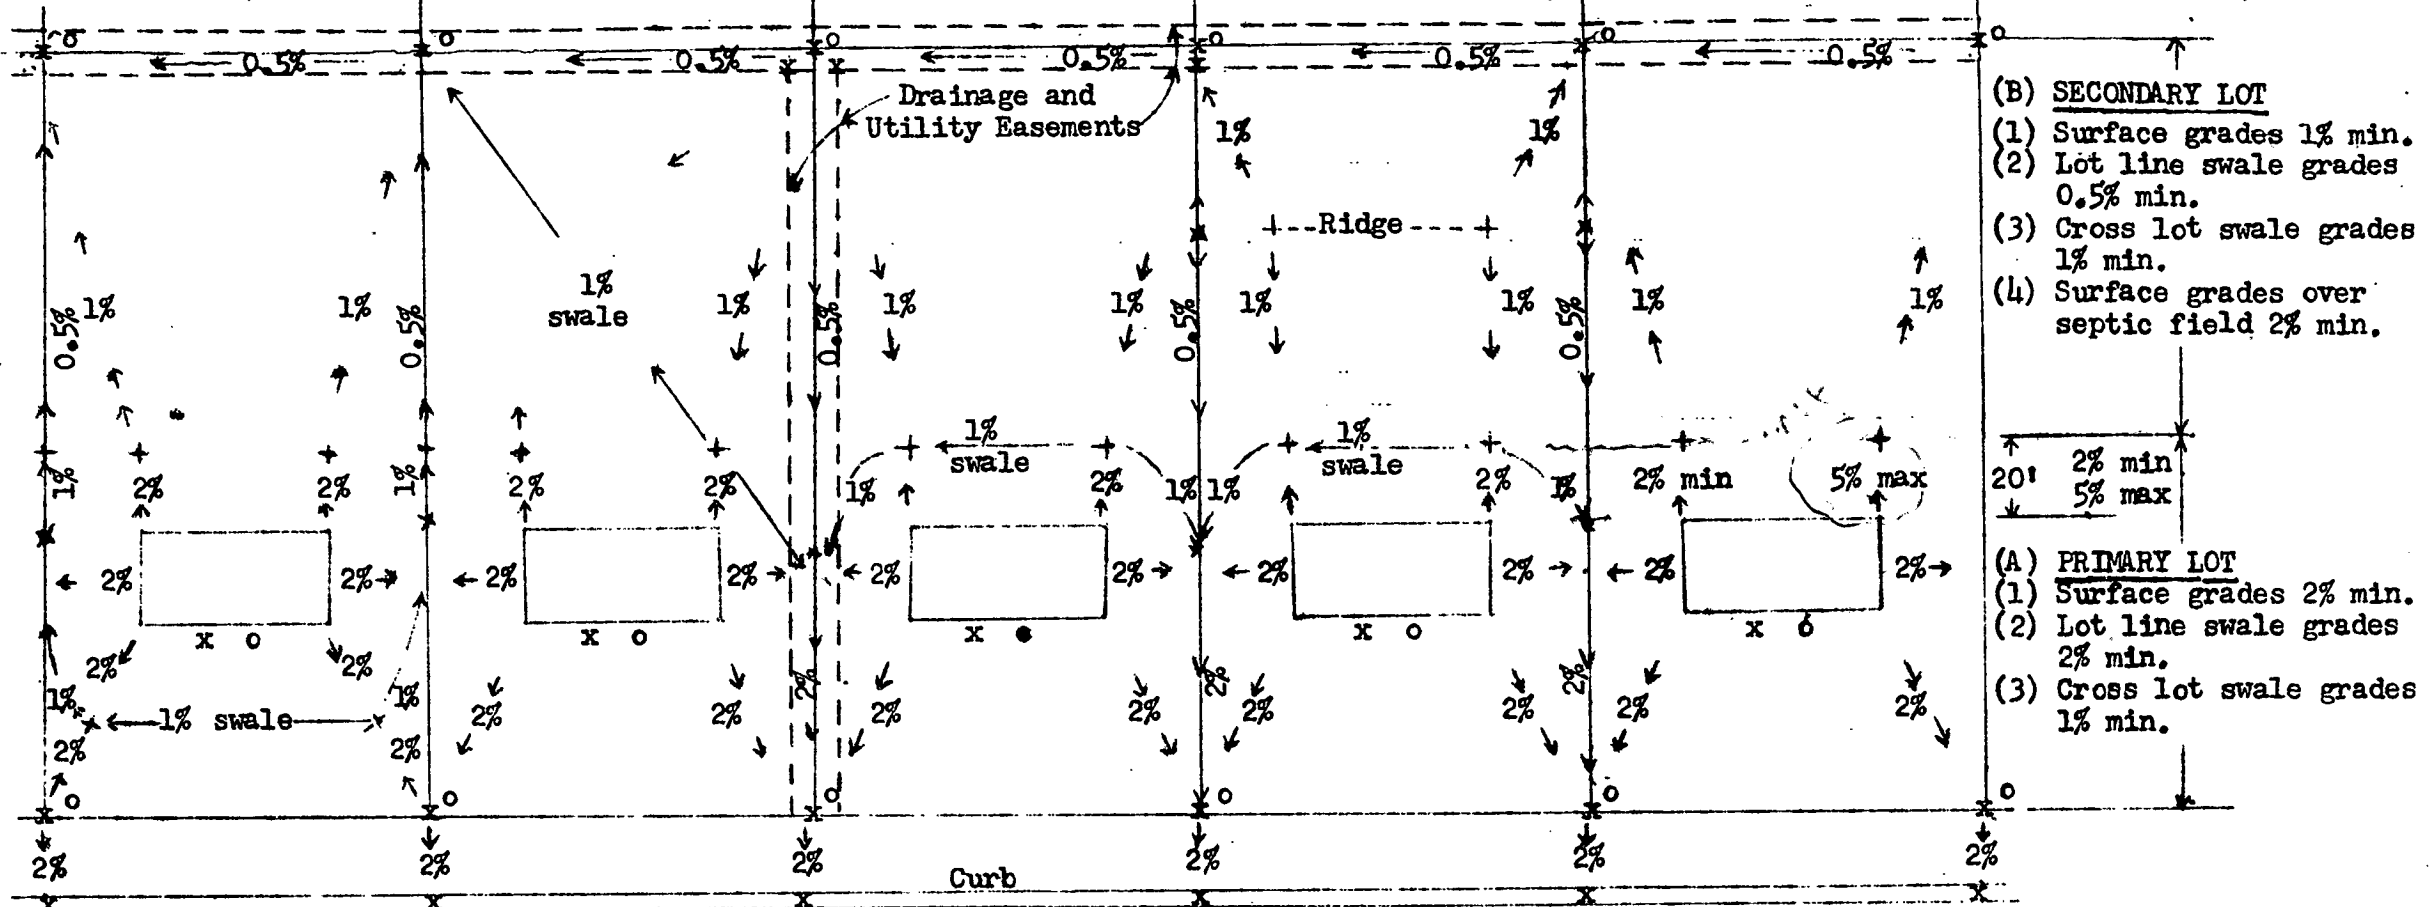 o o o o o o
0.5% 0.5% 0.5% 0.5% 0.5%
Drainage and
Utility Easements
1% 1%
Ridge
1%
swale
0.5% 1% 1% 0.5% 1% 0.5% 1% 1% 0.5% 1% 1% 0.5% 1% 1%
1% 1%
swale swale
1% 2% 2% 1% 2% 2% 1% 2% 1% 1% 2% 1% 2% min 5% max
2% 2% 2% 2% 2% 2% 2% 2% 2% 2%
x o x o x x o x o
2% 2% 2% 2% 2%
1% 1% 2% 2% 2% 2% 2% 2% 2% 2%
1% swale
2% 2%
o o o o o o
2% 2% 2% 2% 2% 2%
Curb
x x x x x x
(B) SECONDARY LOT
(1) Surface grades 1% min.
(2) Lot line swale grades
0.5% min.
(3) Cross lot swale grades
1% min.
(4) Surface grades over
septic field 2% min.
20' 2% min
5% max
(A) PRIMARY LOT
(1) Surface grades 2% min.
(2) Lot line swale grades
2% min.
(3) Cross lot swale grades
1% min.